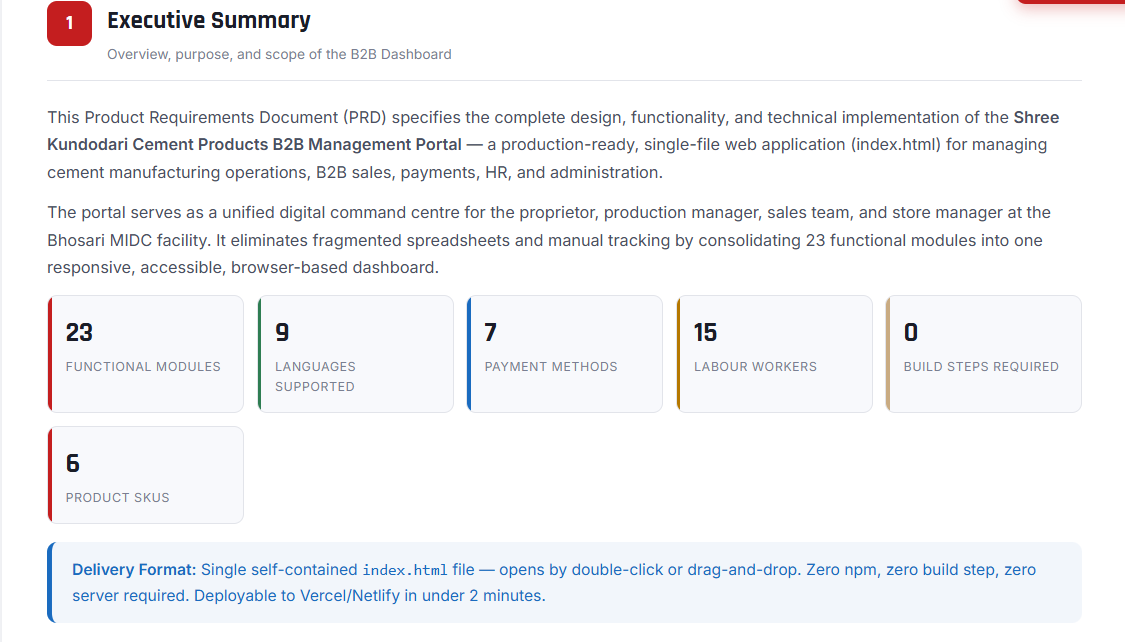 1
Executive Summary
Overview, purpose, and scope of the B2B Dashboard
This Product Requirements Document (PRD) specifies the complete design, functionality, and technical implementation of the Shree
Kundodari Cement Products B2B Management Portal — a production-ready, single-file web application (index.html) for managing
cement manufacturing operations, B2B sales, payments, HR, and administration.
The portal serves as a unified digital command centre for the proprietor, production manager, sales team, and store manager at the
Bhosari MIDC facility. It eliminates fragmented spreadsheets and manual tracking by consolidating 23 functional modules into one
responsive, accessible, browser-based dashboard.
23
FUNCTIONAL MODULES
9
LANGUAGES
SUPPORTED
7
PAYMENT METHODS
15
LABOUR WORKERS
0
BUILD STEPS REQUIRED
6
PRODUCT SKUS
Delivery Format: Single self-contained index.html file — opens by double-click or drag-and-drop. Zero npm, zero build step, zero
server required. Deployable to Vercel/Netlify in under 2 minutes.